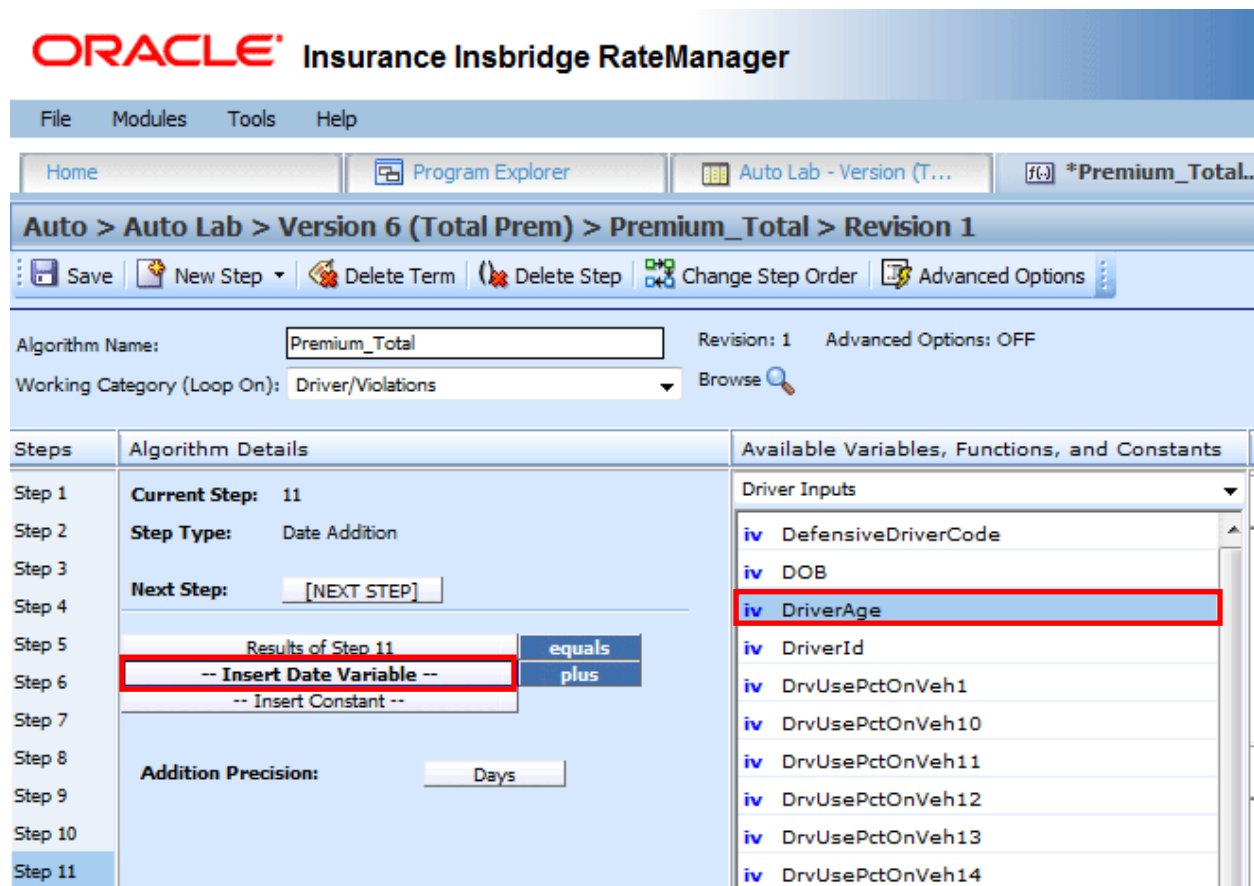 ORACLE Insurance Insbridge RateManager
File Modules Tools Help
Home Program Explorer Auto Lab - Version (T... f(.) *Premium_Total..
Auto > Auto Lab > Version 6 (Total Prem) > Premium_Total > Revision 1
Save New Step Delete Term Delete Step Change Step Order Advanced Options
Algorithm Name: Premium_Total Revision: 1 Advanced Options: OFF
Working Category (Loop On): Driver/Violations Browse
Steps Algorithm Details Available Variables, Functions, and Constants
Step 1
Step 2
Step 3
Step 4
Step 5
Step 6
Step 7
Step 8
Step 9
Step 10
Step 11
Current Step: 11
Step Type: Date Addition
Next Step: [NEXT STEP]
Results of Step 11 equals
-- Insert Date Variable -- plus
-- Insert Constant --
Addition Precision: Days
Driver Inputs
iv DefensiveDriverCode
iv DOB
iv DriverAge
iv DriverId
iv DrvUsePctOnVeh1
iv DrvUsePctOnVeh10
iv DrvUsePctOnVeh11
iv DrvUsePctOnVeh12
iv DrvUsePctOnVeh13
iv DrvUsePctOnVeh14